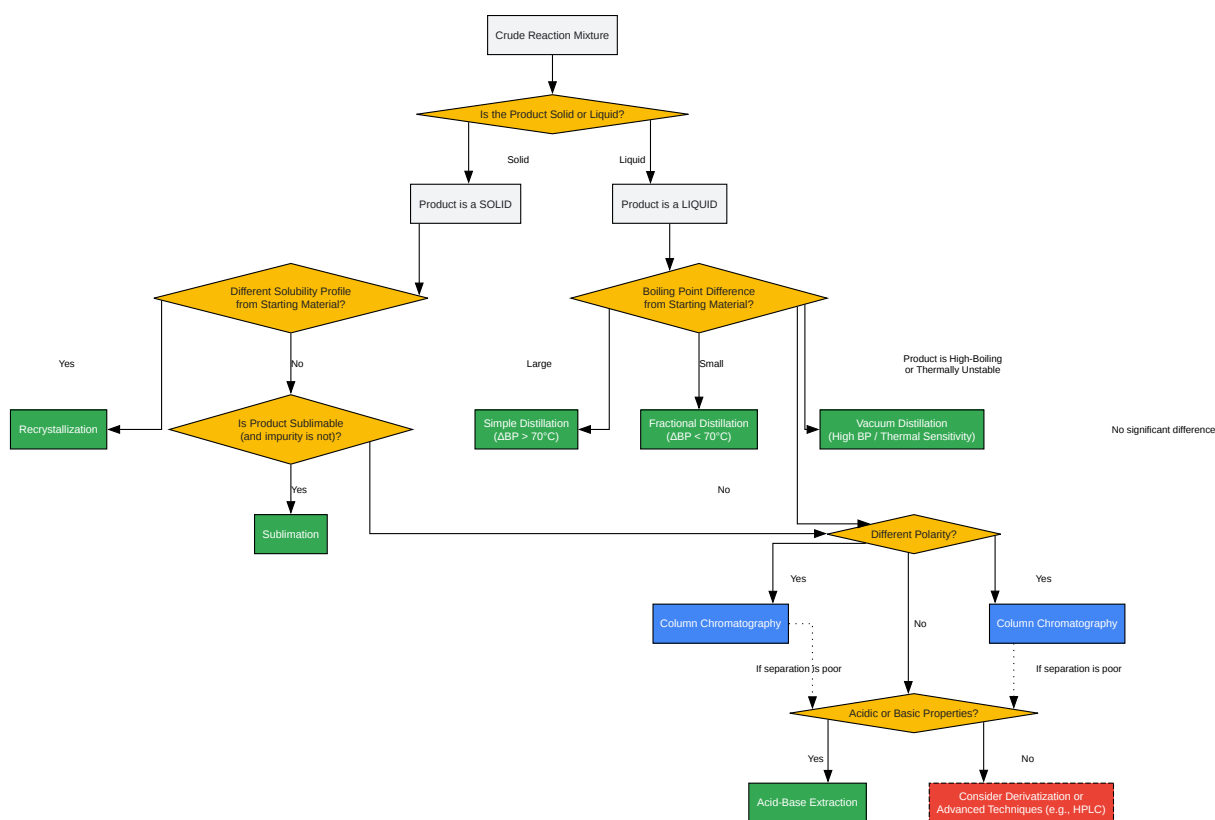 Crude Reaction Mixture
Is the Product Solid or Liquid?
Solid
Liquid
Product is a SOLID
Product is a LIQUID
Different Solubility Profile
from Starting Material?
Boiling Point Difference
from Starting Material?
Yes
No
Large
Small
Product is High-Boiling
or Thermally Unstable
Recrystallization
Is Product Sublimable
(and impurity is not)?
Simple Distillation
(ΔBP > 70°C)
Fractional Distillation
(ΔBP < 70°C)
Vacuum Distillation
(High BP / Thermal Sensitivity)
No significant difference
Yes
No
Sublimation
Different Polarity?
Yes
Yes
Column Chromatography
No
Column Chromatography
If separation is poor
If separation is poor
Acidic or Basic Properties?
Yes
No
Acid-Base Extraction
Consider Derivatization or
Advanced Techniques (e.g., HPLC)